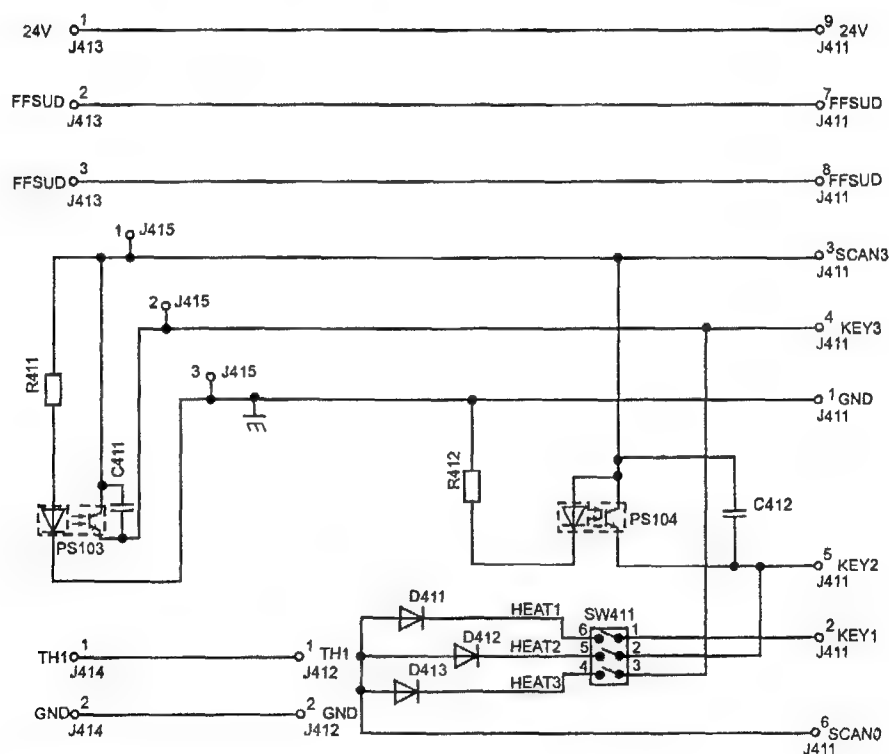 24V 1 J413 9 24V J411
FFSUD 2 J413 7 FFSUD J411
FFSUD 3 J413 8 FFSUD J411
1 J415 3 SCAN3 J411
2 J415 4 KEY3 J411
R411
3 J415 1 GND J411
C411
R412
C412
PS103
PS104
5 KEY2 J411
D411 HEAT1 SW411
6 1 2 KEY1 J411
D412 HEAT2 5 2
TH1 1 J414 1 TH1 J412
D413 HEAT3 4 3
GND 2 J414 2 GND J412
6 SCAN0 J411